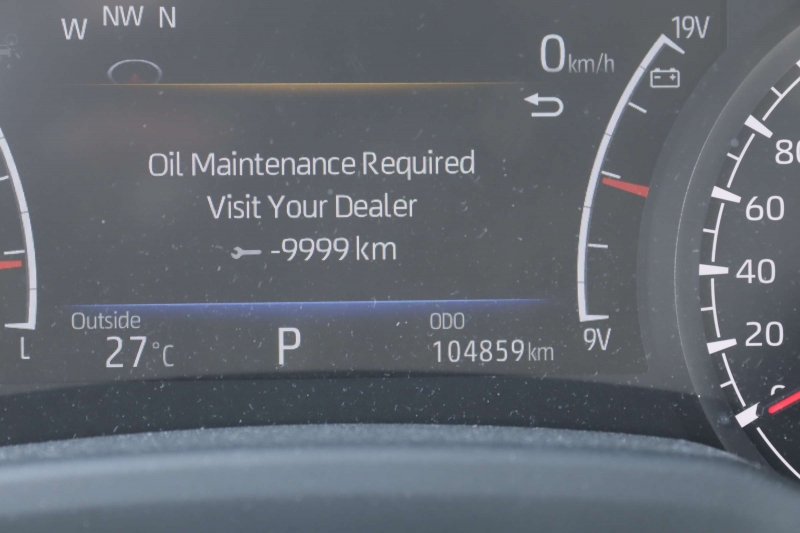 W NW N
19V
0km/h
Oil Maintenance Required
Visit Your Dealer
-9999 km
80
60
40
20
Outside
ODO
L
27°C
P
104859km
9V